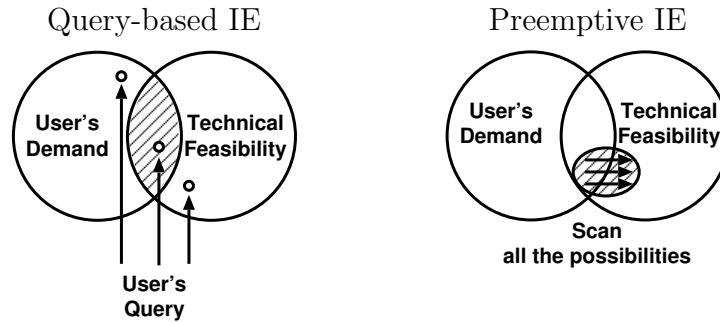 Query-based IE
User's
Demand
Technical
Feasibility
User's
Query
Preemptive IE
User's
Demand
Technical
Feasibility
Scan
all the possibilities